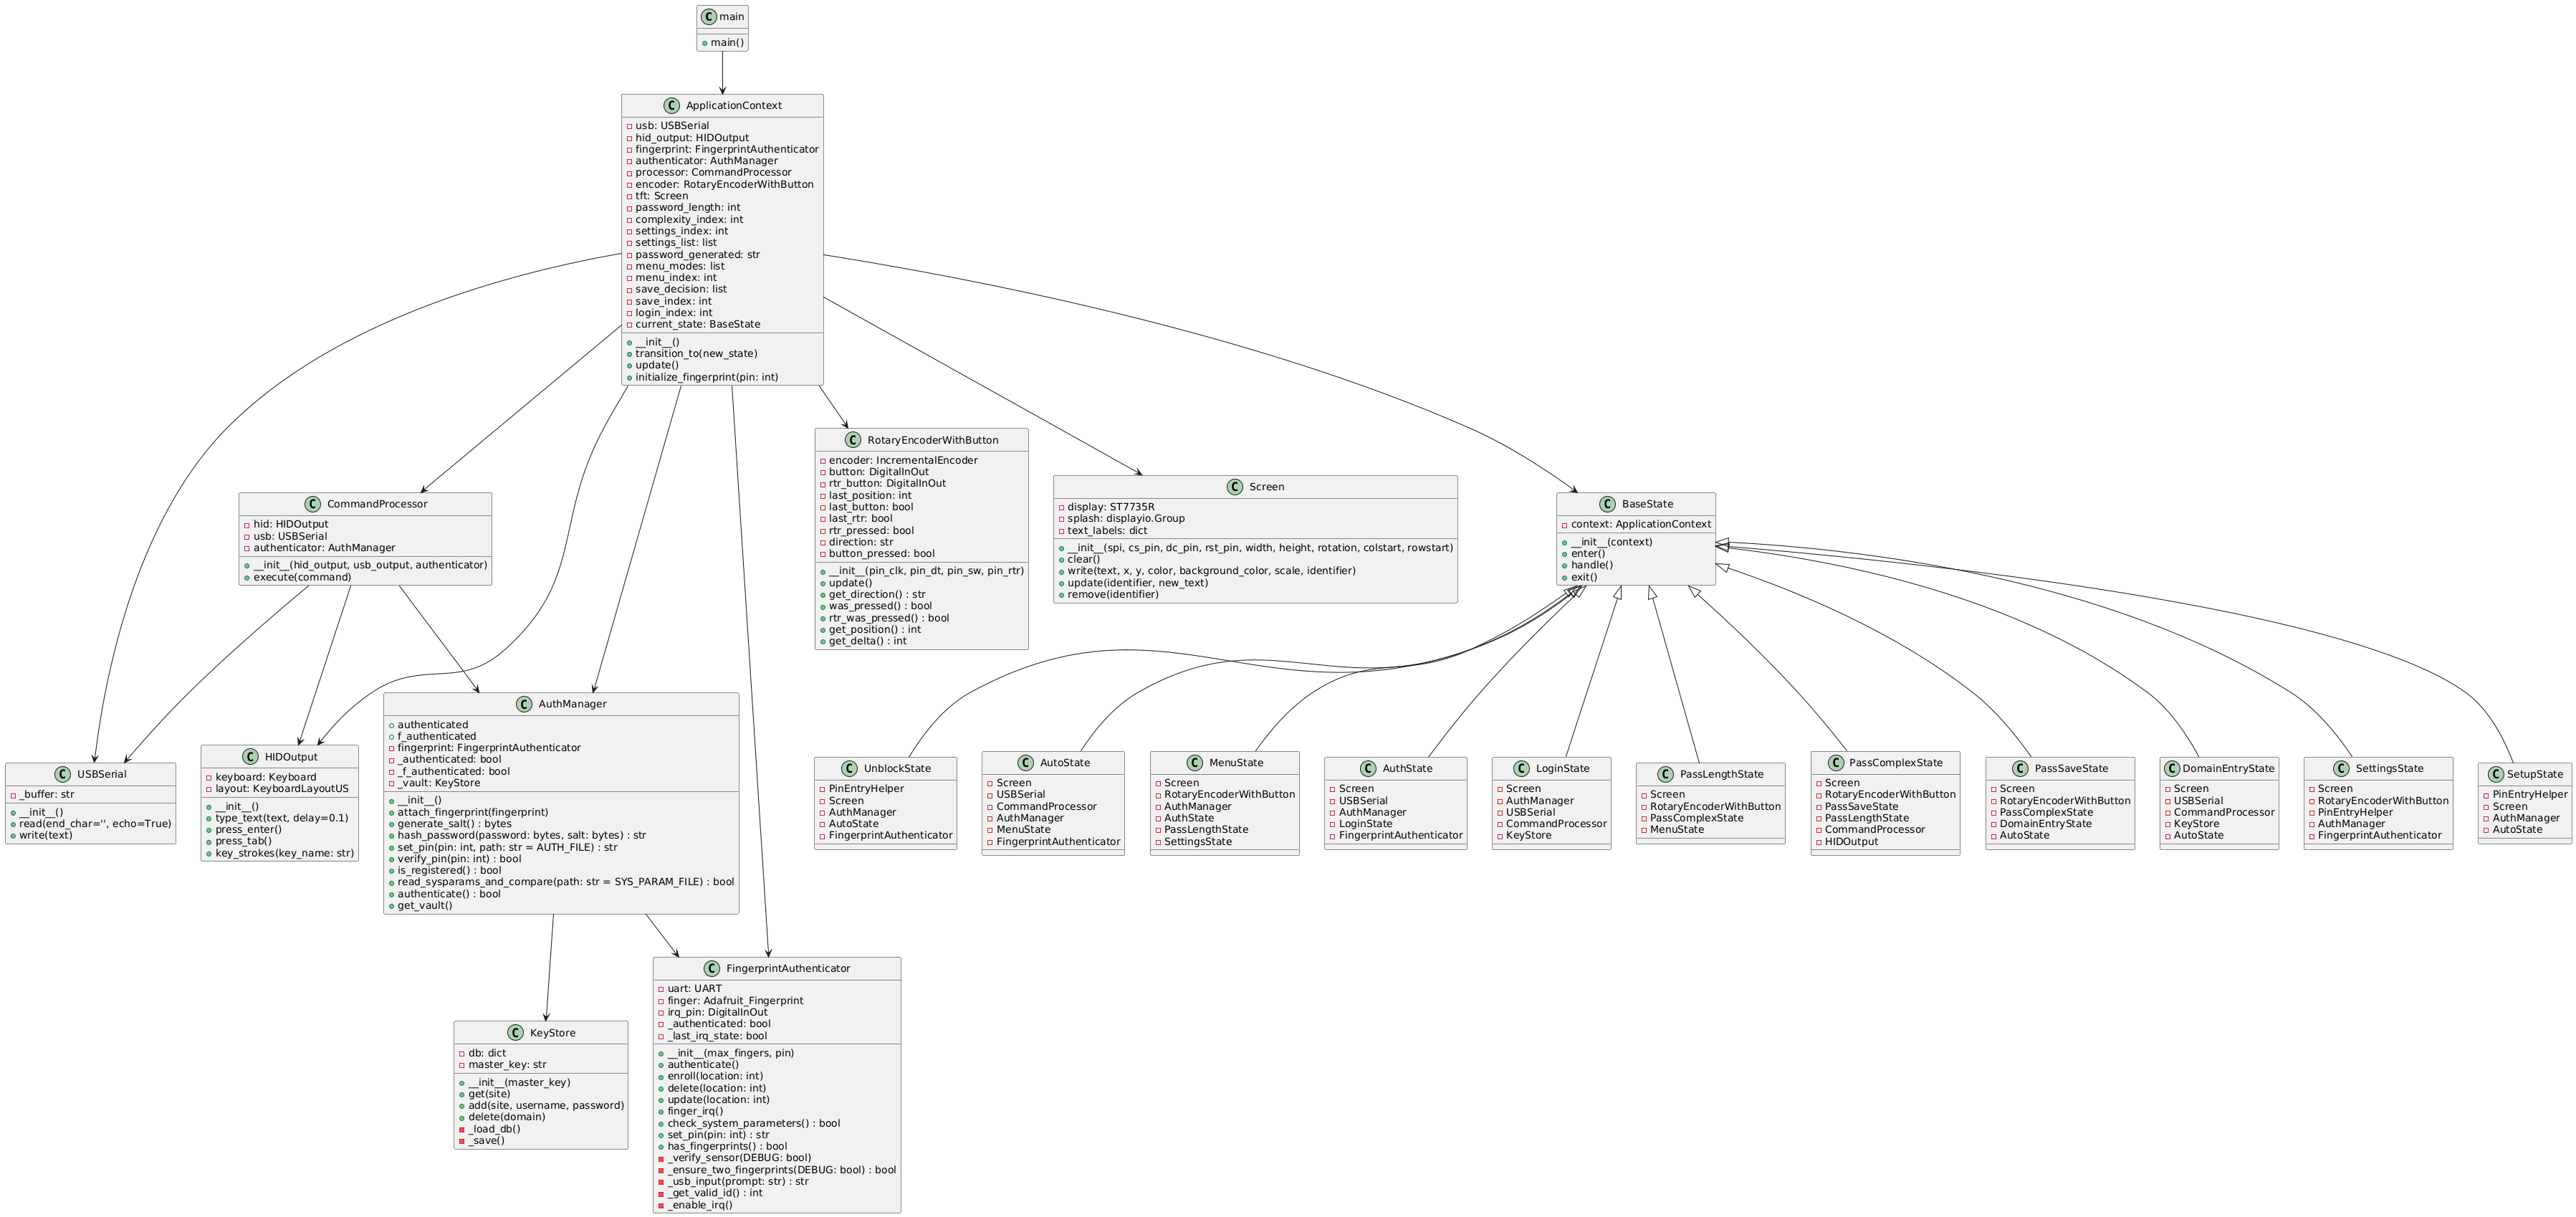 C main
main()
C ApplicationContext
usb: USBSerial
hid_output: HIDOutput
fingerprint: FingerprintAuthenticator
authenticator: AuthManager
processor: CommandProcessor
encoder: RotaryEncoderWithButton
tft: Screen
password_length: int
complexity_index: int
settings_index: int
settings_list: list
password_generated: str
menu_modes: list
menu_index: int
save_decision: list
save_index: int
login_index: int
current_state: BaseState
__init__()
transition_to(new_state)
update()
initialize_fingerprint(pin: int)
C RotaryEncoderWithButton
encoder: IncrementalEncoder
button: DigitalInOut
rtr_button: DigitalInOut
last_position: int
last_button: bool
last_rtr: bool
rtr_pressed: bool
direction: str
button_pressed: bool
__init__(pin_clk, pin_dt, pin_sw, pin_rtr)
update()
get_direction() : str
was_pressed() : bool
rtr_was_pressed() : bool
get_position() : int
get_delta() : int
C Screen
display: ST7735R
splash: displayio.Group
text_labels: dict
__init__(spi, cs_pin, dc_pin, rst_pin, width, height, rotation, colstart, rowstart)
clear()
write(text, x, y, color, background_color, scale, identifier)
update(identifier, new_text)
remove(identifier)
C CommandProcessor
hid: HIDOutput
usb: USBSerial
authenticator: AuthManager
__init__(hid_output, usb_output, authenticator)
execute(command)
C BaseState
context: ApplicationContext
__init__(context)
enter()
handle()
exit()
C USBSerial
_buffer: str
__init__()
read(end_char='', echo=True)
write(text)
C HIDOutput
keyboard: Keyboard
layout: KeyboardLayoutUS
__init__()
type_text(text, delay=0.1)
press_enter()
press_tab()
key_strokes(key_name: str)
C AuthManager
authenticated
f_authenticated
fingerprint: FingerprintAuthenticator
_authenticated: bool
_f_authenticated: bool
_vault: KeyStore
__init__()
attach_fingerprint(fingerprint)
generate_salt() : bytes
hash_password(password: bytes, salt: bytes) : str
set_pin(pin: int, path: str = AUTH_FILE) : str
verify_pin(pin: int) : bool
is_registered() : bool
read_sysparams_and_compare(path: str = SYS_PARAM_FILE) : bool
authenticate() : bool
get_vault()
C UnblockState
PinEntryHelper
Screen
AuthManager
AutoState
FingerprintAuthenticator
C AutoState
Screen
USBSerial
CommandProcessor
AuthManager
MenuState
FingerprintAuthenticator
C MenuState
Screen
RotaryEncoderWithButton
AuthManager
AuthState
PassLengthState
SettingsState
C AuthState
Screen
USBSerial
AuthManager
LoginState
FingerprintAuthenticator
C LoginState
Screen
AuthManager
USBSerial
CommandProcessor
KeyStore
C PassLengthState
Screen
RotaryEncoderWithButton
PassComplexState
MenuState
C PassComplexState
Screen
RotaryEncoderWithButton
PassSaveState
PassLengthState
CommandProcessor
HIDOutput
C PassSaveState
Screen
RotaryEncoderWithButton
PassComplexState
DomainEntryState
AutoState
C DomainEntryState
Screen
USBSerial
CommandProcessor
KeyStore
AutoState
C SettingsState
Screen
RotaryEncoderWithButton
PinEntryHelper
AuthManager
FingerprintAuthenticator
C SetupState
PinEntryHelper
Screen
AuthManager
AutoState
C KeyStore
db: dict
master_key: str
__init__(master_key)
get(site)
add(site, username, password)
delete(domain)
_load_db()
_save()
C FingerprintAuthenticator
uart: UART
finger: Adafruit_Fingerprint
irq_pin: DigitalInOut
_authenticated: bool
_last_irq_state: bool
__init__(max_fingers, pin)
authenticate()
enroll(location: int)
delete(location: int)
update(location: int)
finger_irq()
check_system_parameters() : bool
set_pin(pin: int) : str
has_fingerprints() : bool
_verify_sensor(DEBUG: bool)
_ensure_two_fingerprints(DEBUG: bool) : bool
_usb_input(prompt: str) : str
_get_valid_id() : int
_enable_irq()